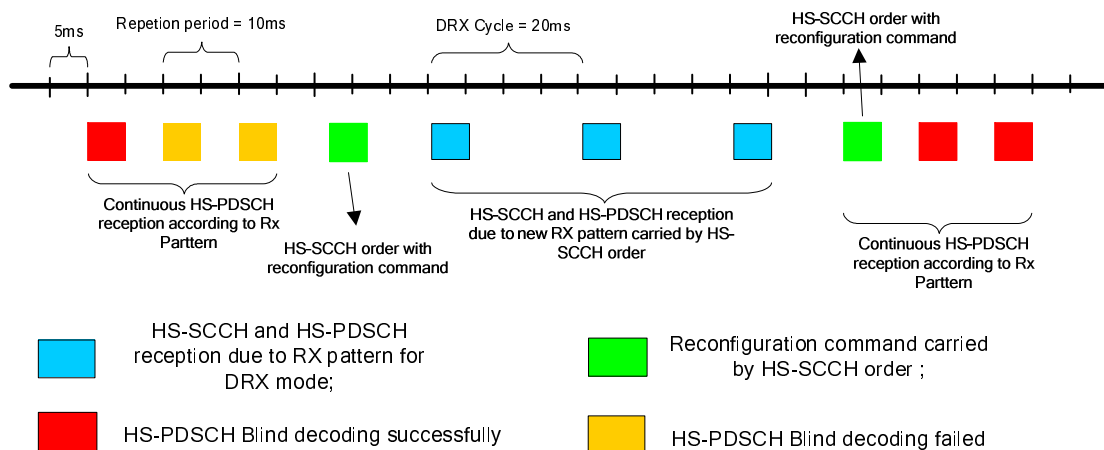 5ms
Repetion period = 10ms
DRX Cycle = 20ms
HS-SCCH order with
reconfiguration command
Continuous HS-PDSCH
reception according to Rx
Parttern
HS-SCCH order with
reconfiguration command
HS-SCCH and HS-PDSCH reception
due to new RX pattern carried by HS-
SCCH order
Continuous HS-PDSCH
reception according to Rx
Parttern
HS-SCCH and HS-PDSCH
reception due to RX pattern for
DRX mode;
Reconfiguration command carried
by HS-SCCH order ;
HS-PDSCH Blind decoding successfully
HS-PDSCH Blind decoding failed